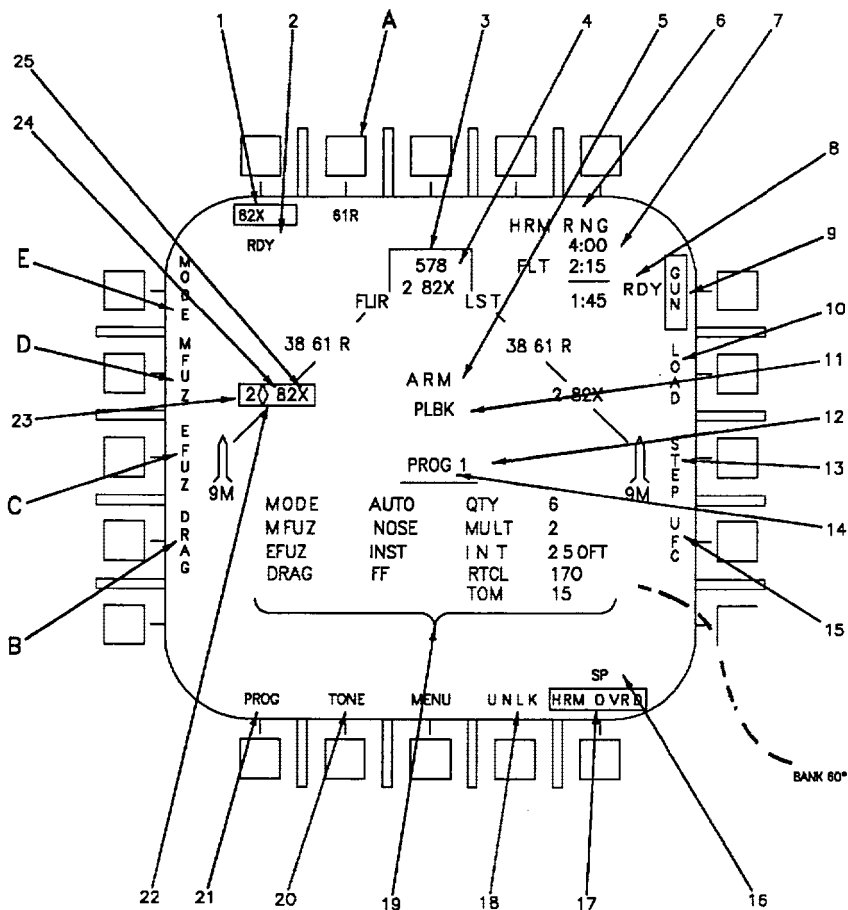 1 2 A 3 4 5 6 7
25
24
8
9
82X 61R
RDY
HRM RNG
4:00
FLT 2:15
1:45
578
2 82X
FLIR LST
RDY GUN
E MODE
D MFUZ
23
C EFUZ
B DRAG
10 LOAD
11
12
13 STEP
14
15 UFC
38 61 R 38 61 R
2 82X 2 82X
ARM
PLBK
9M 9M
PROG 1
MODE AUTO QTY 6
MFUZ NOSE MULT 2
EFUZ INST INT 250FT
DRAG FF RTCL 170
TOM 15
SP
PROG TONE MENU UNLK HRM OVRD
BANK 60°
22 21 20 19 18 17 16